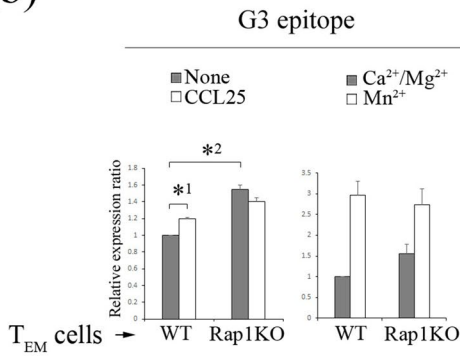 G3 epitope
None
CCL25
Ca²⁺/Mg²⁺
Mn²⁺
Relative expression ratio
1.8
1.6
1.4
1.2
1
0.8
0.6
0.4
0.2
0
*1
*2
3.5
3
2.5
2
1.5
1
0.5
0
T_EM cells → WT Rap1KO WT Rap1KO